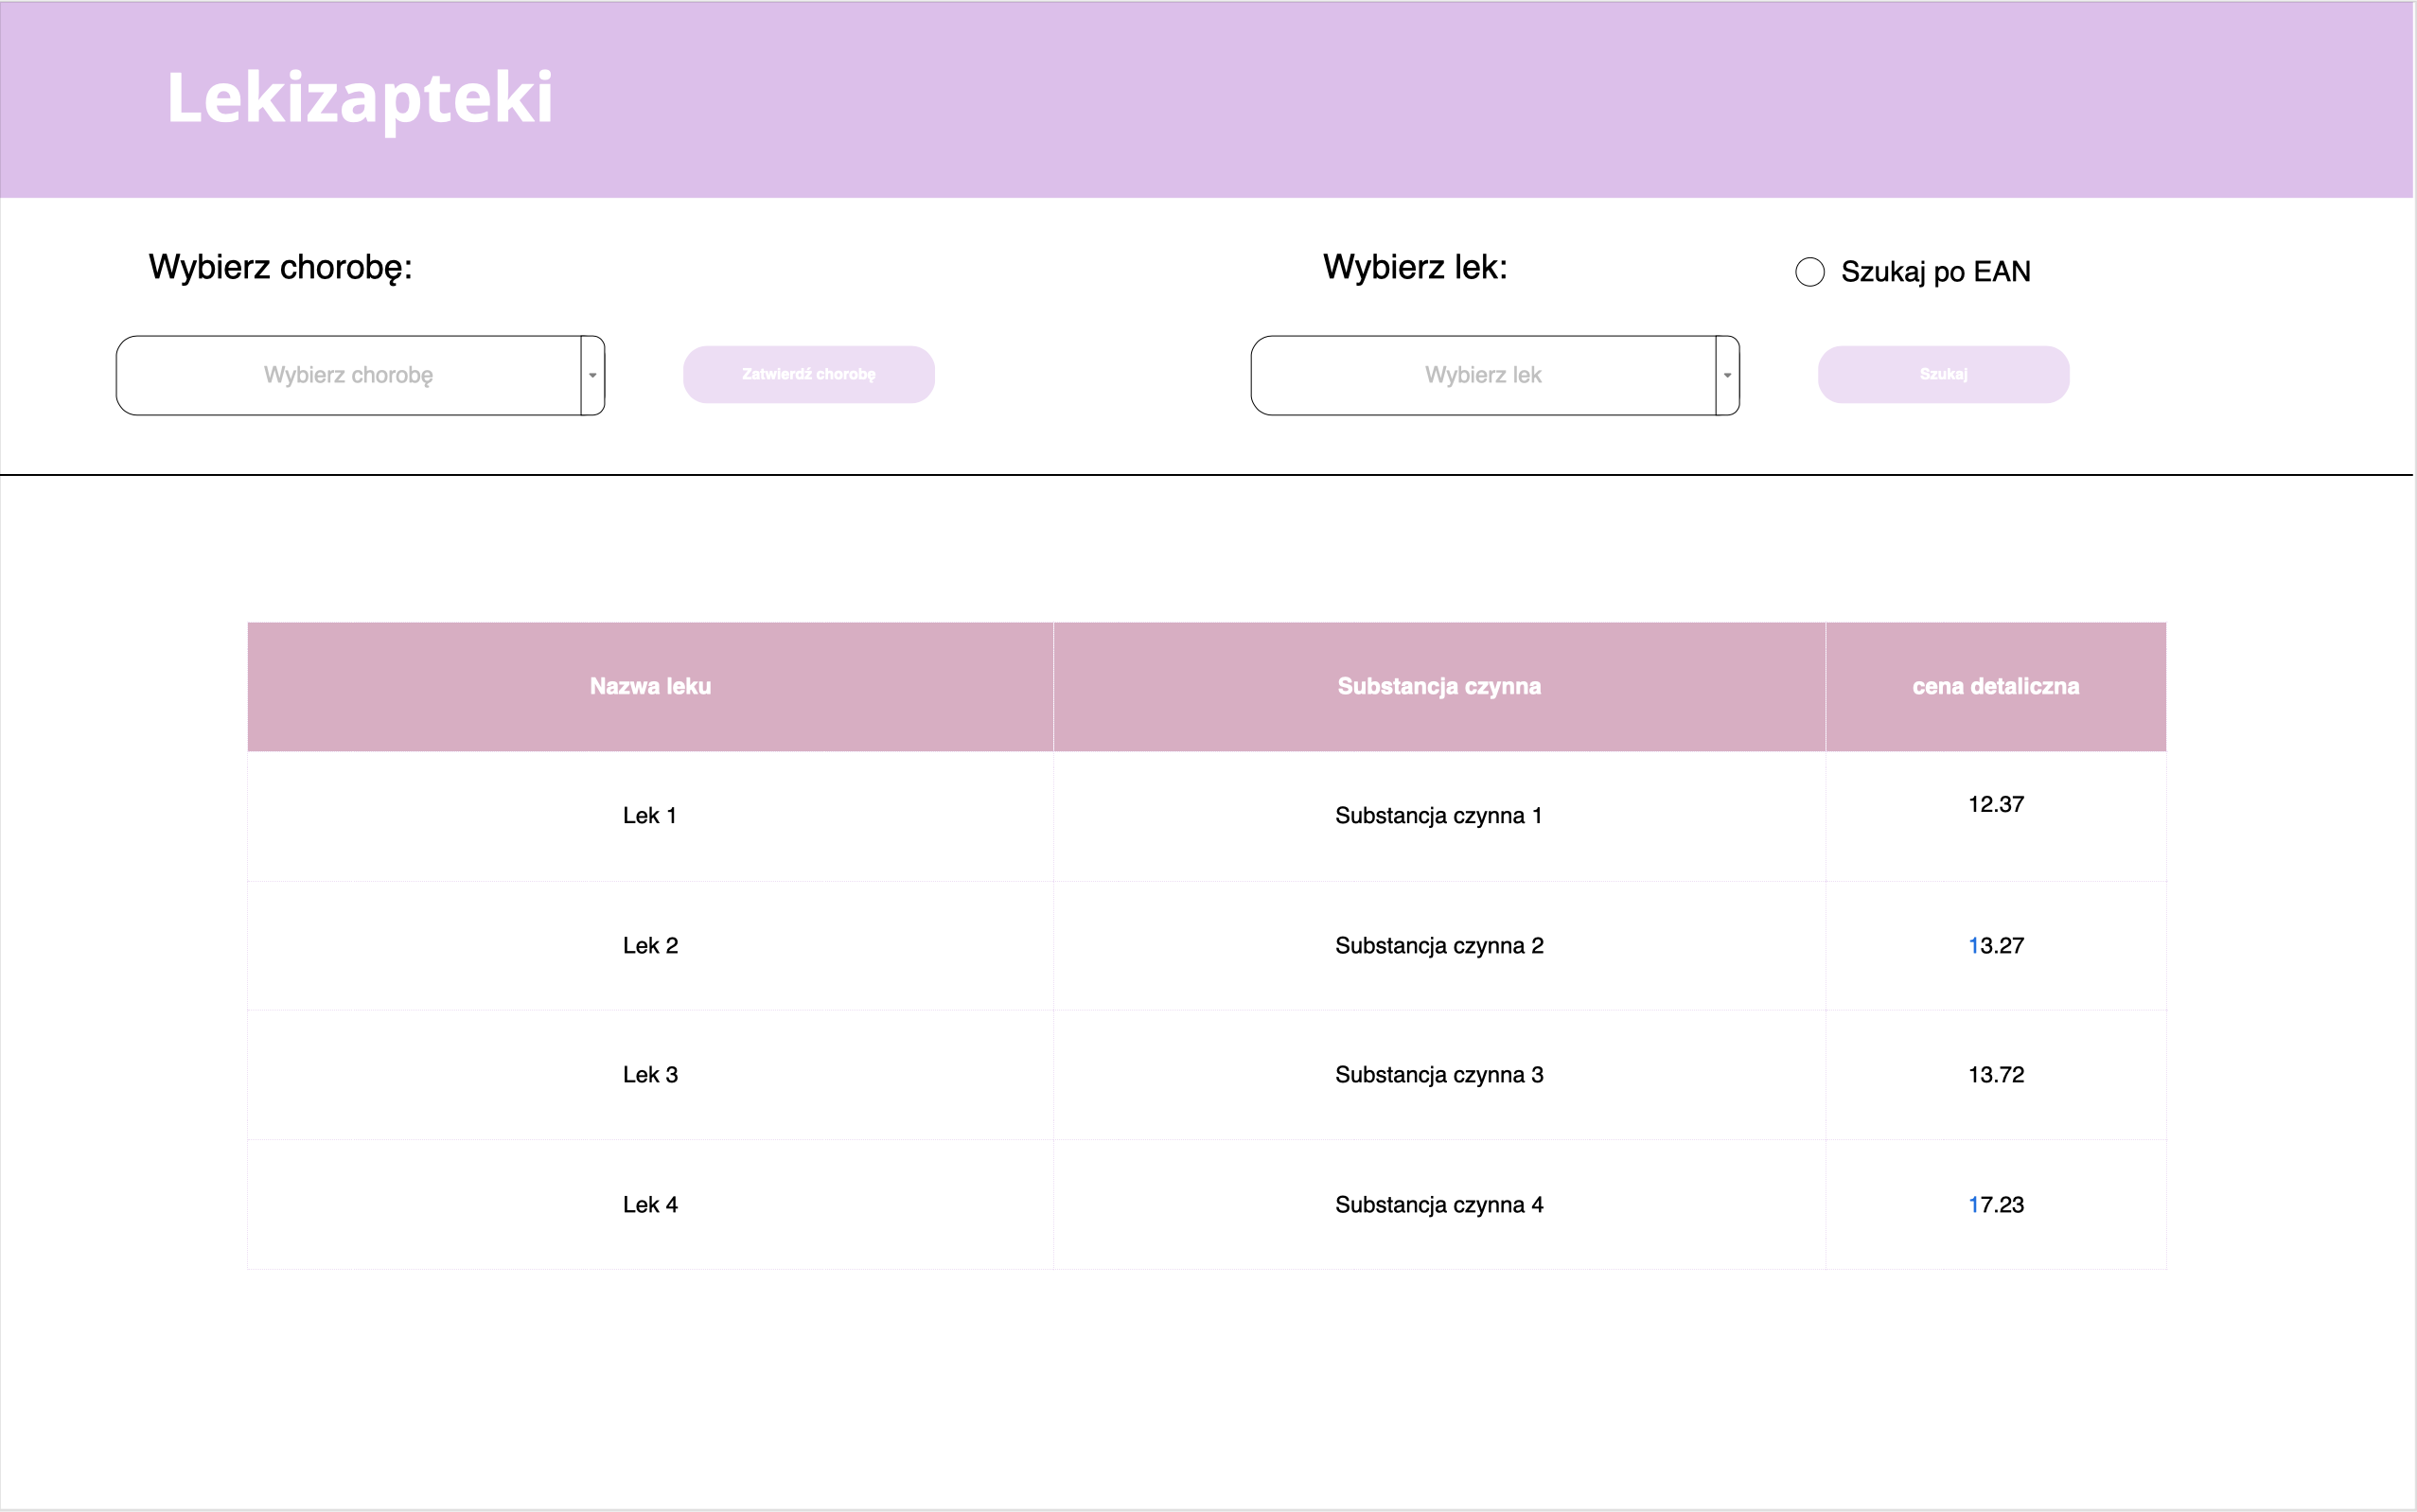 Lekizapteki
Wybierz chorobę:
Wybierz lek:
Szukaj po EAN
Wybierz chorobę
Zatwierdź chorobę
Wybierz lek
Szukaj
Nazwa leku
Substancja czynna
cena detaliczna
Lek 1
Substancja czynna 1
12.37
Lek 2
Substancja czynna 2
13.27
Lek 3
Substancja czynna 3
13.72
Lek 4
Substancja czynna 4
17.23